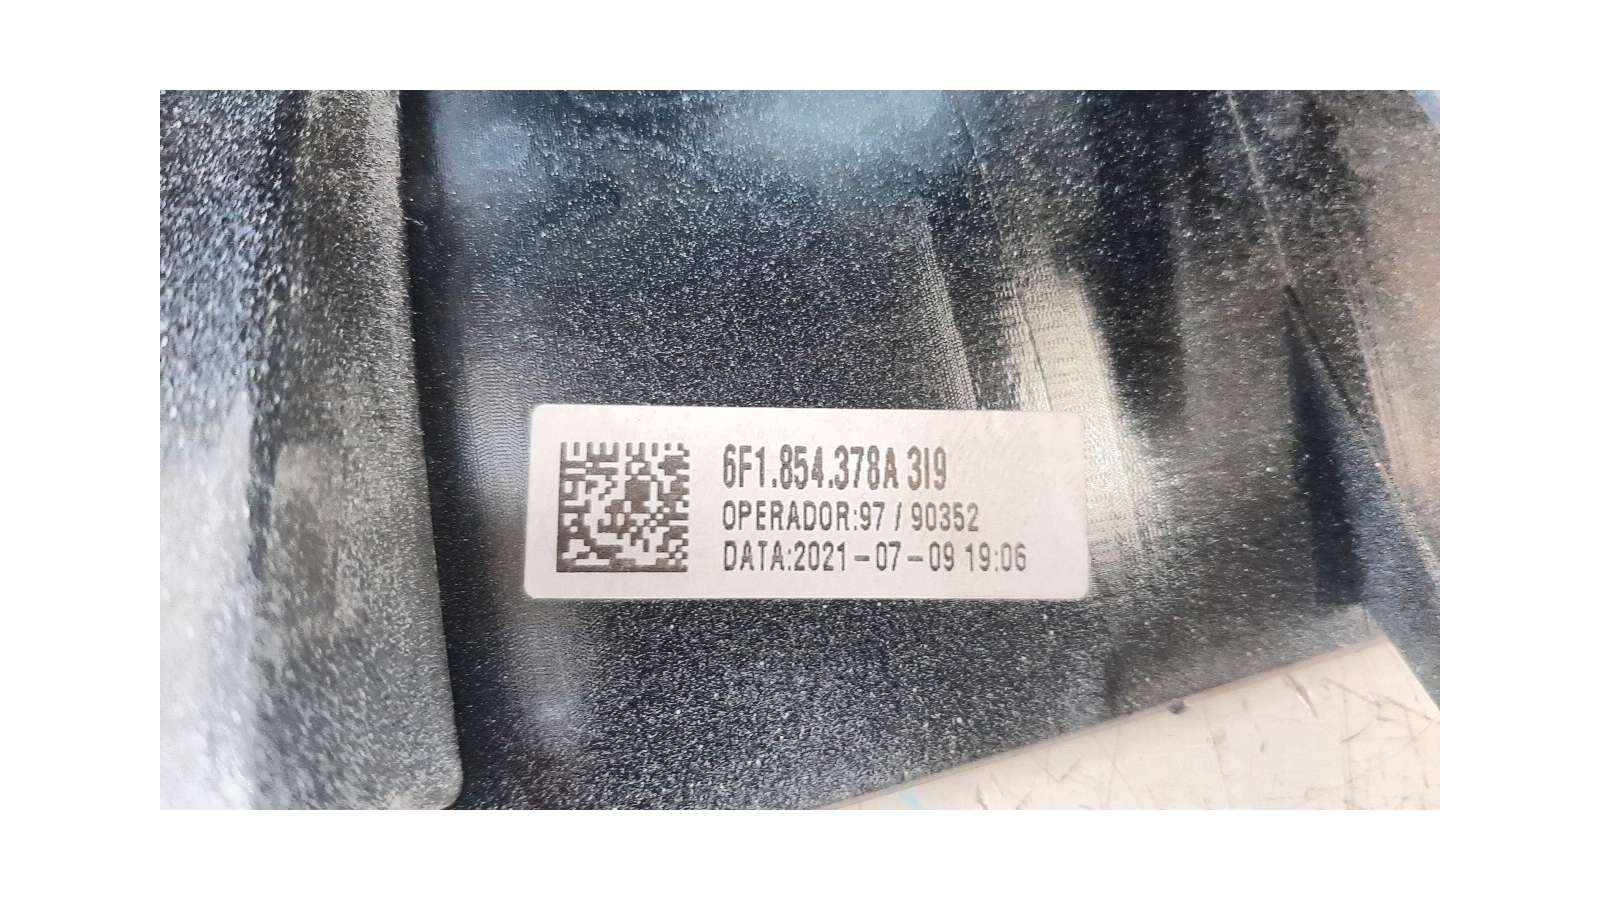 6F1.854.378A 3I9
OPERADOR:97 / 90352
DATA:2021-07-09 19:06